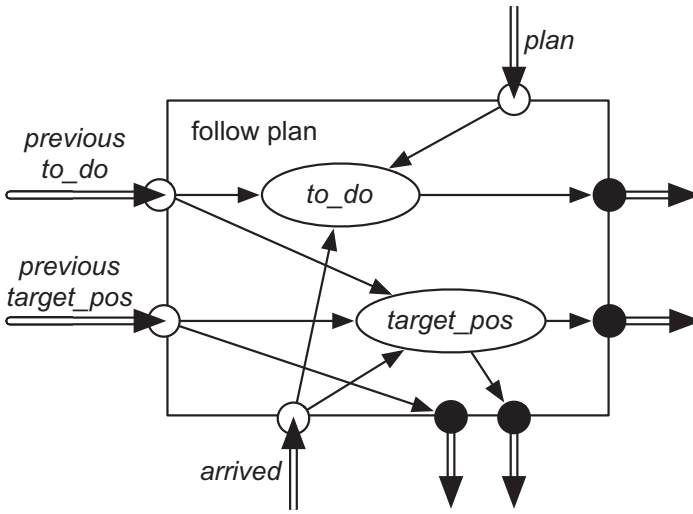 plan
follow plan
previous
to_do
to_do
previous
target_pos
target_pos
arrived